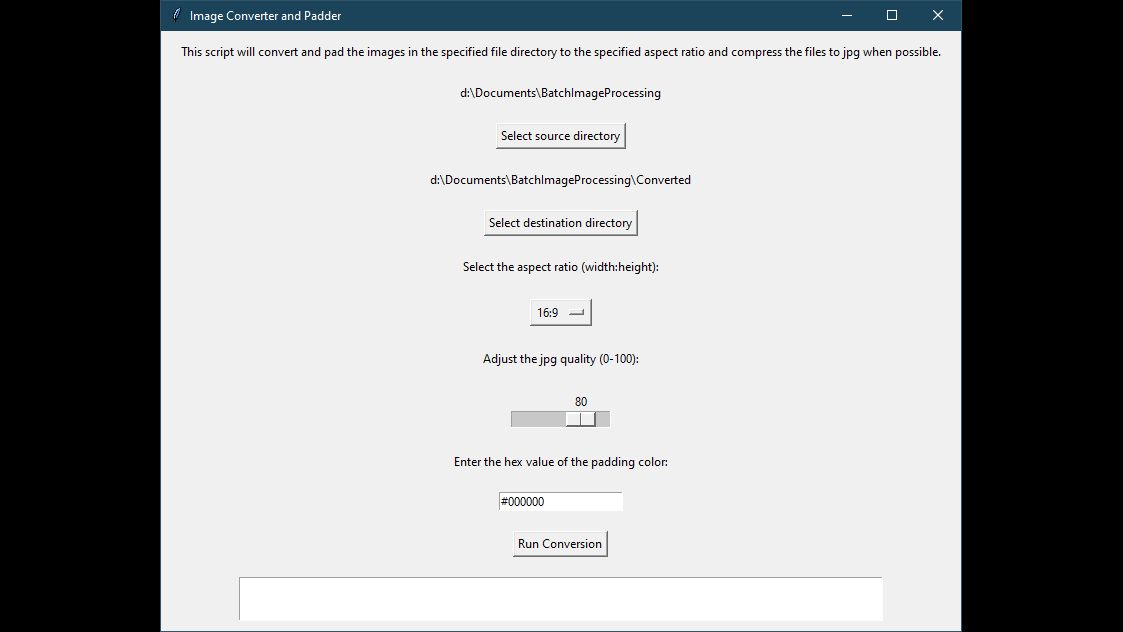 Image Converter and Padder
This script will convert and pad the images in the specified file directory to the specified aspect ratio and compress the files to jpg when possible.
d:\Documents\BatchImageProcessing
Select source directory
d:\Documents\BatchImageProcessing\Converted
Select destination directory
Select the aspect ratio (width:height):
16:9
Adjust the jpg quality (0-100):
80
Enter the hex value of the padding color:
#000000
Run Conversion